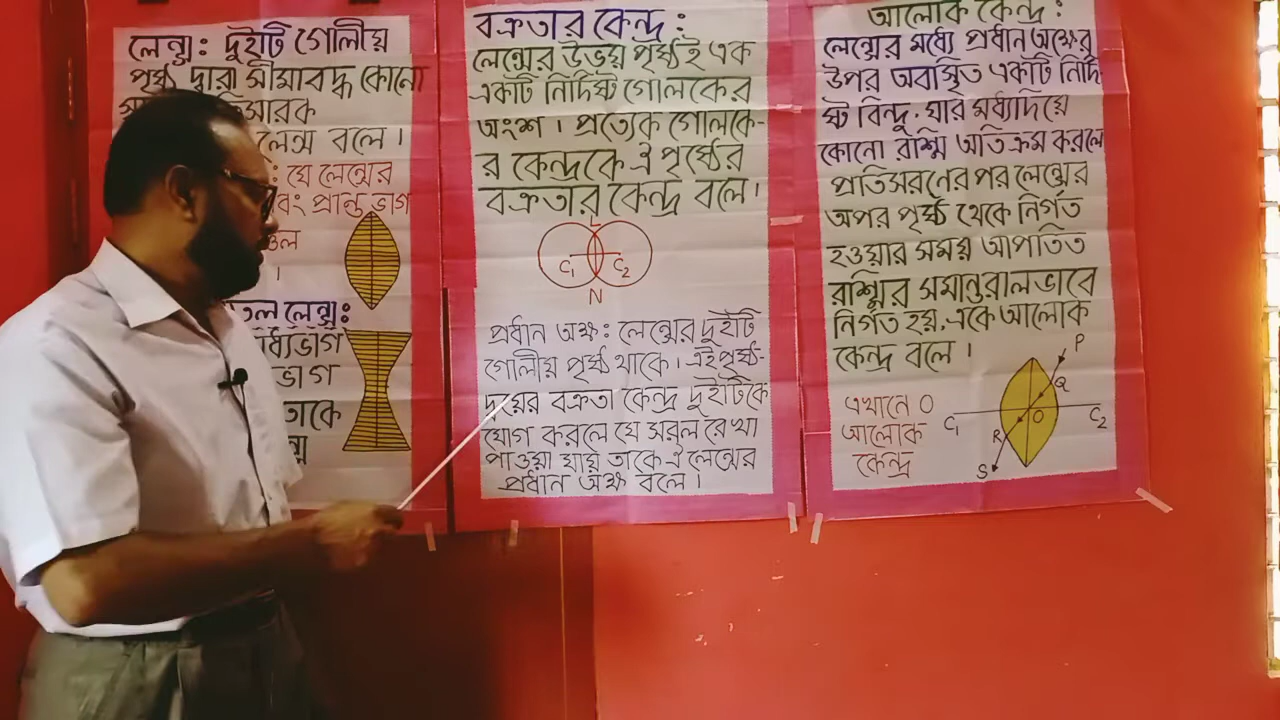 লেন্স: দুইটি গোলীয়
পৃষ্ঠ দ্বারা সীমাবদ্ধ কোনো
লেন্স বলে।
: যে লেন্সের
প্রান্ত ভাগ
।
লেন্স:
মধ্যভাগ
ভাগ
তাকে
বক্রতার কেন্দ্র:
লেন্সের উভয় পৃষ্ঠই এক
একটি নির্দিষ্ট গোলকের
অংশ। প্রত্যেক গোলকে-
র কেন্দ্রকে ঐ পৃষ্ঠের
বক্রতার কেন্দ্র বলে।
L
C₁ C₂
N
প্রধান অক্ষ: লেন্সের দুইটি
গোলীয় পৃষ্ঠ থাকে। এই পৃষ্ঠ-
দ্বয়ের বক্রতা কেন্দ্র দুইটিকে
যোগ করলে যে সরল রেখা
পাওয়া যায় তাকে ঐ লেন্সের
প্রধান অক্ষ বলে।
আলোক কেন্দ্র:
লেন্সের মধ্যে প্রধান অক্ষের
উপর অবস্থিত একটি নির্দি
ষ্ট বিন্দু. যার মধ্যদিয়ে
কোনো রশ্মি অতিক্রম করলে
প্রতিসরণের পর লেন্সের
অপর পৃষ্ঠ থেকে নির্গত
হওয়ার সময় আপতিত
রশ্মির সমান্তরালভাবে
নির্গত হয়, একে আলোক
কেন্দ্র বলে।
এখানে O
আলোক
কেন্দ্র
P
Q
C₁ O C₂
R
S